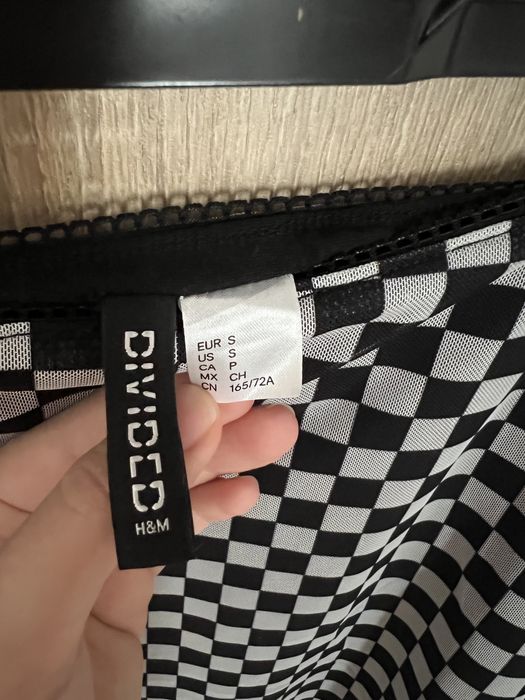 DIVIDED
H&M
EUR S
US S
CA P
MX CH
CN 165/72A